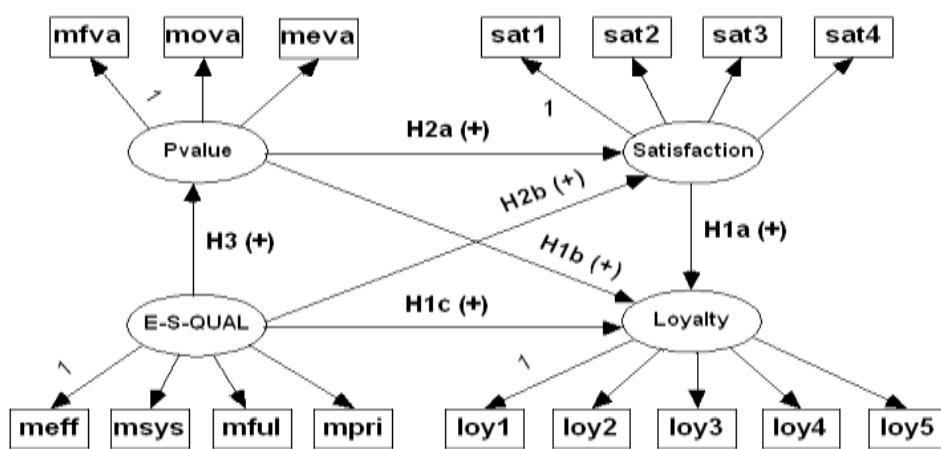 mfva mova meva sat1 sat2 sat3 sat4
1 1
Pvalue H2a (+) Satisfaction
H2b (+)
H3 (+) H1b (+) H1a (+)
E-S-QUAL H1c (+) Loyalty
1 1
meff msys mful mpri loy1 loy2 loy3 loy4 loy5